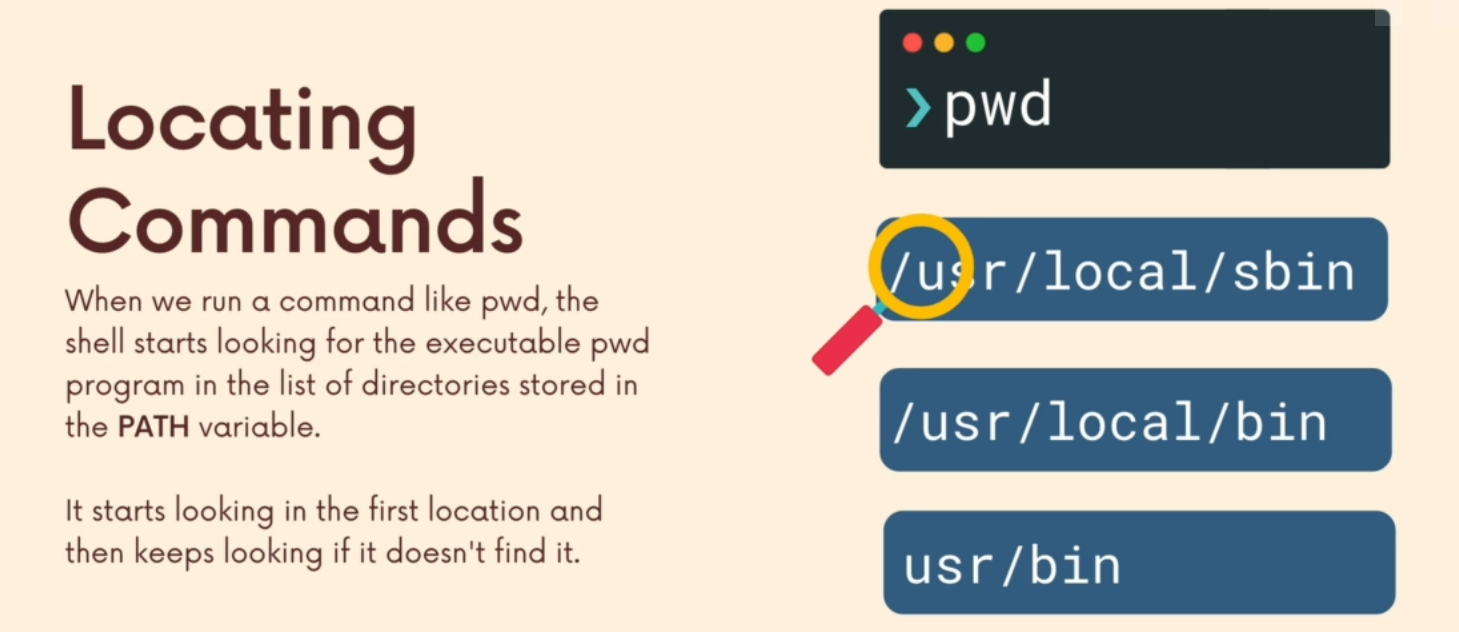 Locating
Commands
When we run a command like pwd, the
shell starts looking for the executable pwd
program in the list of directories stored in
the PATH variable.
It starts looking in the first location and
then keeps looking if it doesn't find it.
❯ pwd
/usr/local/sbin
/usr/local/bin
usr/bin